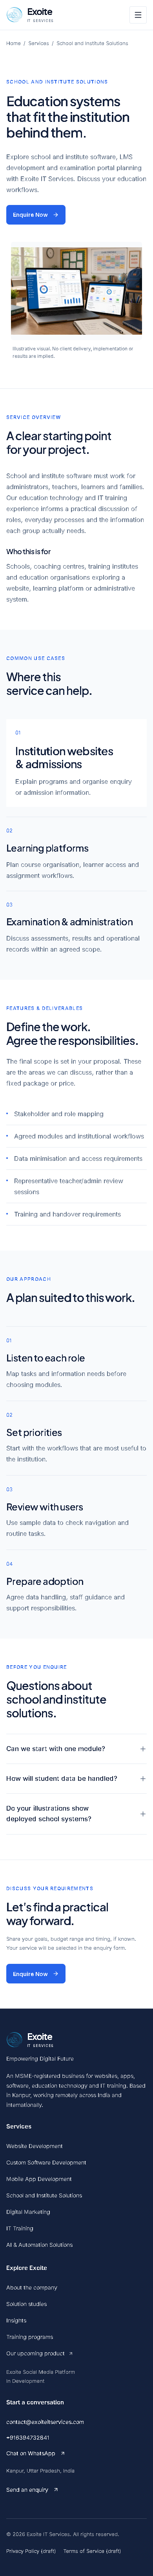 Exoite
IT SERVICES
Home / Services / School and Institute Solutions
SCHOOL AND INSTITUTE SOLUTIONS
Education systems
that fit the institution
behind them.
Explore school and institute software, LMS
development and examination portal planning
with Exoite IT Services. Discuss your education
workflows.
Enquire Now →
Illustrative visual. No client delivery, implementation or
results are implied.
SERVICE OVERVIEW
A clear starting point
for your project.
School and institute software must work for
administrators, teachers, learners and families.
Our education technology and IT training
experience informs a practical discussion of
roles, everyday processes and the information
each group actually needs.
Who this is for
Schools, coaching centres, training institutes
and education organisations exploring a
website, learning platform or administrative
system.
COMMON USE CASES
Where this
service can help.
01
Institution websites
& admissions
Explain programs and organise enquiry
or admission information.
02
Learning platforms
Plan course organisation, learner access and
assignment workflows.
03
Examination & administration
Discuss assessments, results and operational
records within an agreed scope.
FEATURES & DELIVERABLES
Define the work.
Agree the responsibilities.
The final scope is set in your proposal. These
are the areas we can discuss, rather than a
fixed package or price.
• Stakeholder and role mapping
• Agreed modules and institutional workflows
• Data minimisation and access requirements
• Representative teacher/admin review
sessions
• Training and handover requirements
OUR APPROACH
A plan suited to this work.
01
Listen to each role
Map tasks and information needs before
choosing modules.
02
Set priorities
Start with the workflows that are most useful to
the institution.
03
Review with users
Use sample data to check navigation and
routine tasks.
04
Prepare adoption
Agree data handling, staff guidance and
support responsibilities.
BEFORE YOU ENQUIRE
Questions about
school and institute
solutions.
Can we start with one module? +
How will student data be handled? +
Do your illustrations show
deployed school systems? +
DISCUSS YOUR REQUIREMENTS
Let's find a practical
way forward.
Share your goals, budget range and timing, if known.
Your service will be selected in the enquiry form.
Enquire Now →
Exoite
IT SERVICES
Empowering Digital Future
An MSME-registered business for websites, apps,
software, education technology and IT training. Based
in Kanpur, working remotely across India and
internationally.
Services
Website Development
Custom Software Development
Mobile App Development
School and Institute Solutions
Digital Marketing
IT Training
AI & Automation Solutions
Explore Exoite
About the company
Solution studies
Insights
Training programs
Our upcoming product ↗
Exoite Social Media Platform
In Development
Start a conversation
contact@exoiteitservices.com
+916394732841
Chat on WhatsApp ↗
Kanpur, Uttar Pradesh, India
Send an enquiry ↗
© 2026 Exoite IT Services. All rights reserved.
Privacy Policy (draft) Terms of Service (draft)